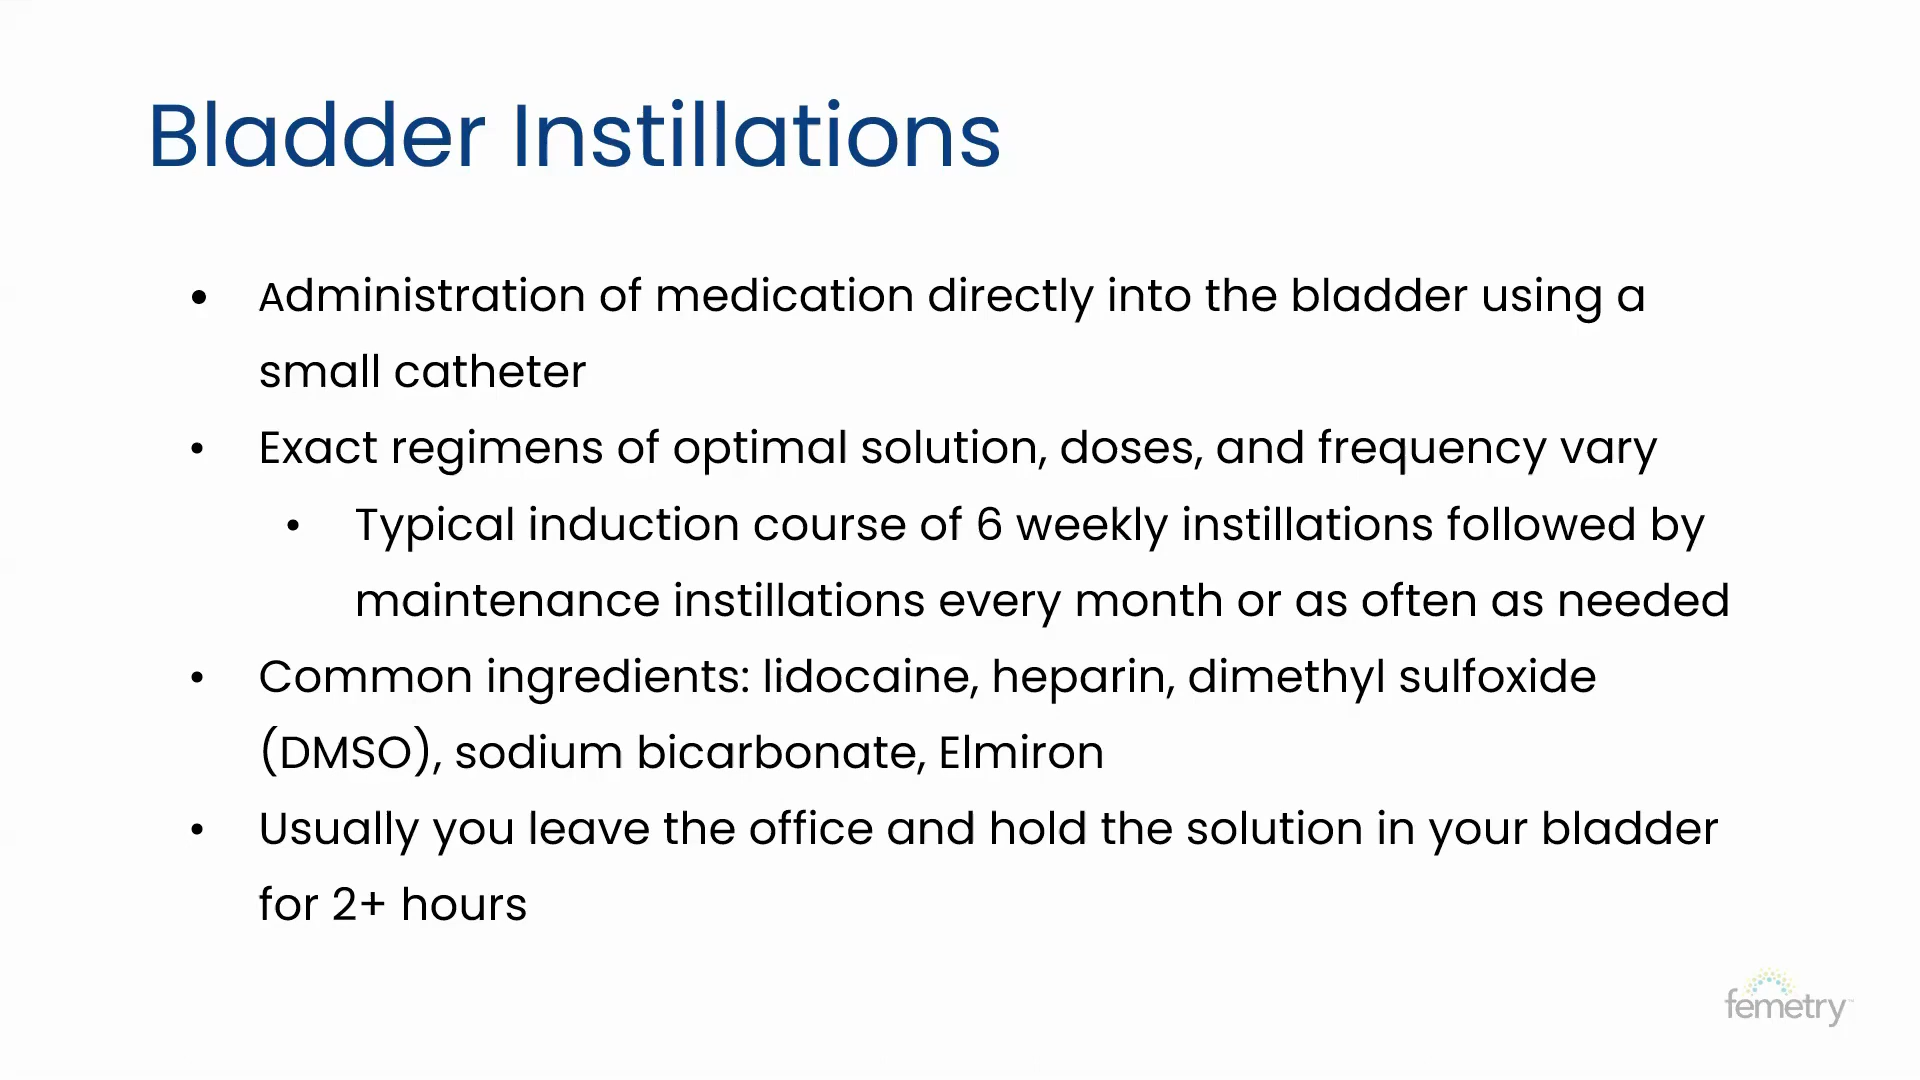 Bladder Instillations
• Administration of medication directly into the bladder using a
small catheter
• Exact regimens of optimal solution, doses, and frequency vary
• Typical induction course of 6 weekly instillations followed by
maintenance instillations every month or as often as needed
• Common ingredients: lidocaine, heparin, dimethyl sulfoxide
(DMSO), sodium bicarbonate, Elmiron
• Usually you leave the office and hold the solution in your bladder
for 2+ hours
femetry™